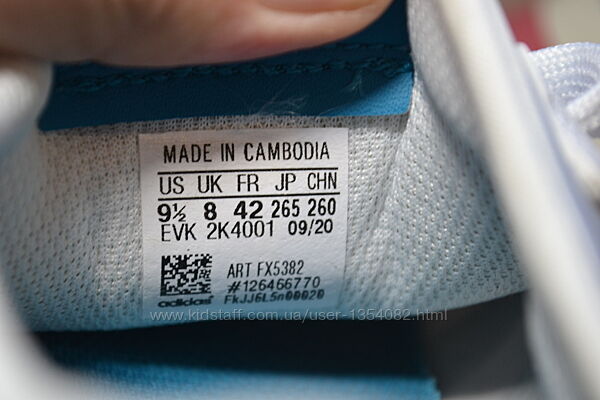 MADE IN CAMBODIA
US UK FR JP CHN
9½ 8 42 265 260
EVK 2K4001 09/20
ART FX5382
#126466770
adidas FkJJ6L5n00020
www.kidstaff.com.ua/user-1354082.html